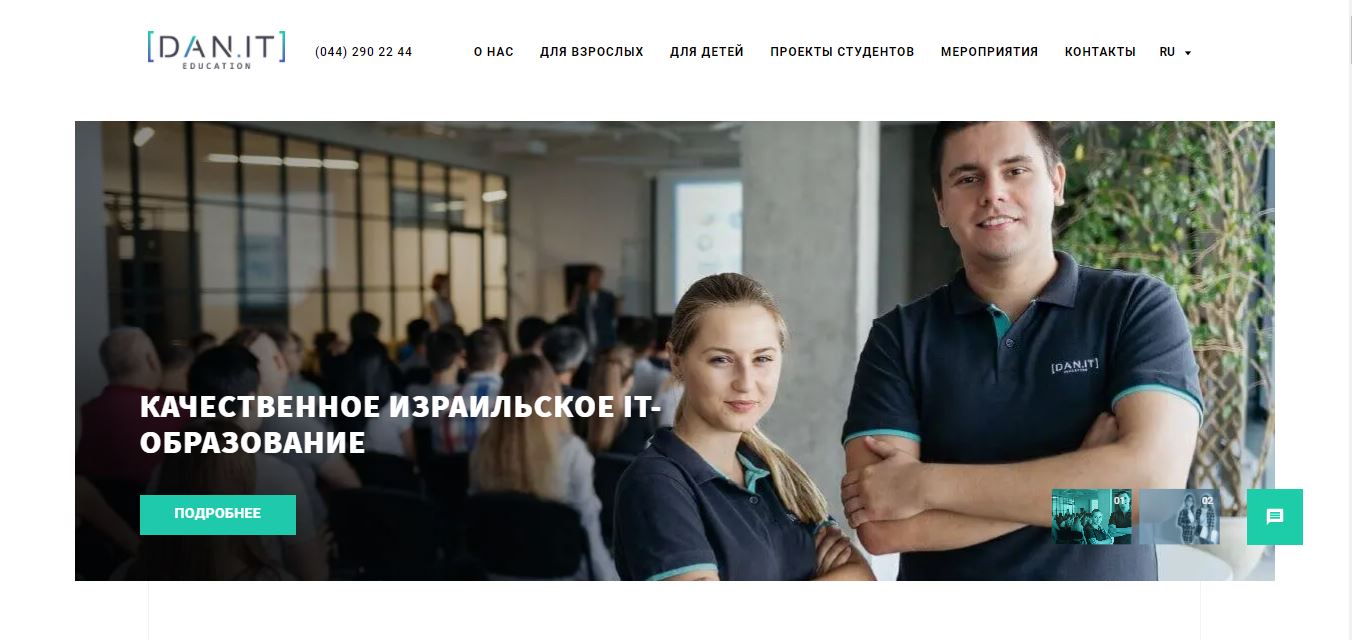 [DAN.IT]
EDUCATION
(044) 290 22 44
О НАС
ДЛЯ ВЗРОСЛЫХ
ДЛЯ ДЕТЕЙ
ПРОЕКТЫ СТУДЕНТОВ
МЕРОПРИЯТИЯ
КОНТАКТЫ
RU
[DAN.IT]
EDUCATION
КАЧЕСТВЕННОЕ ИЗРАИЛЬСКОЕ IT-
ОБРАЗОВАНИЕ
ПОДРОБНЕЕ
01
02